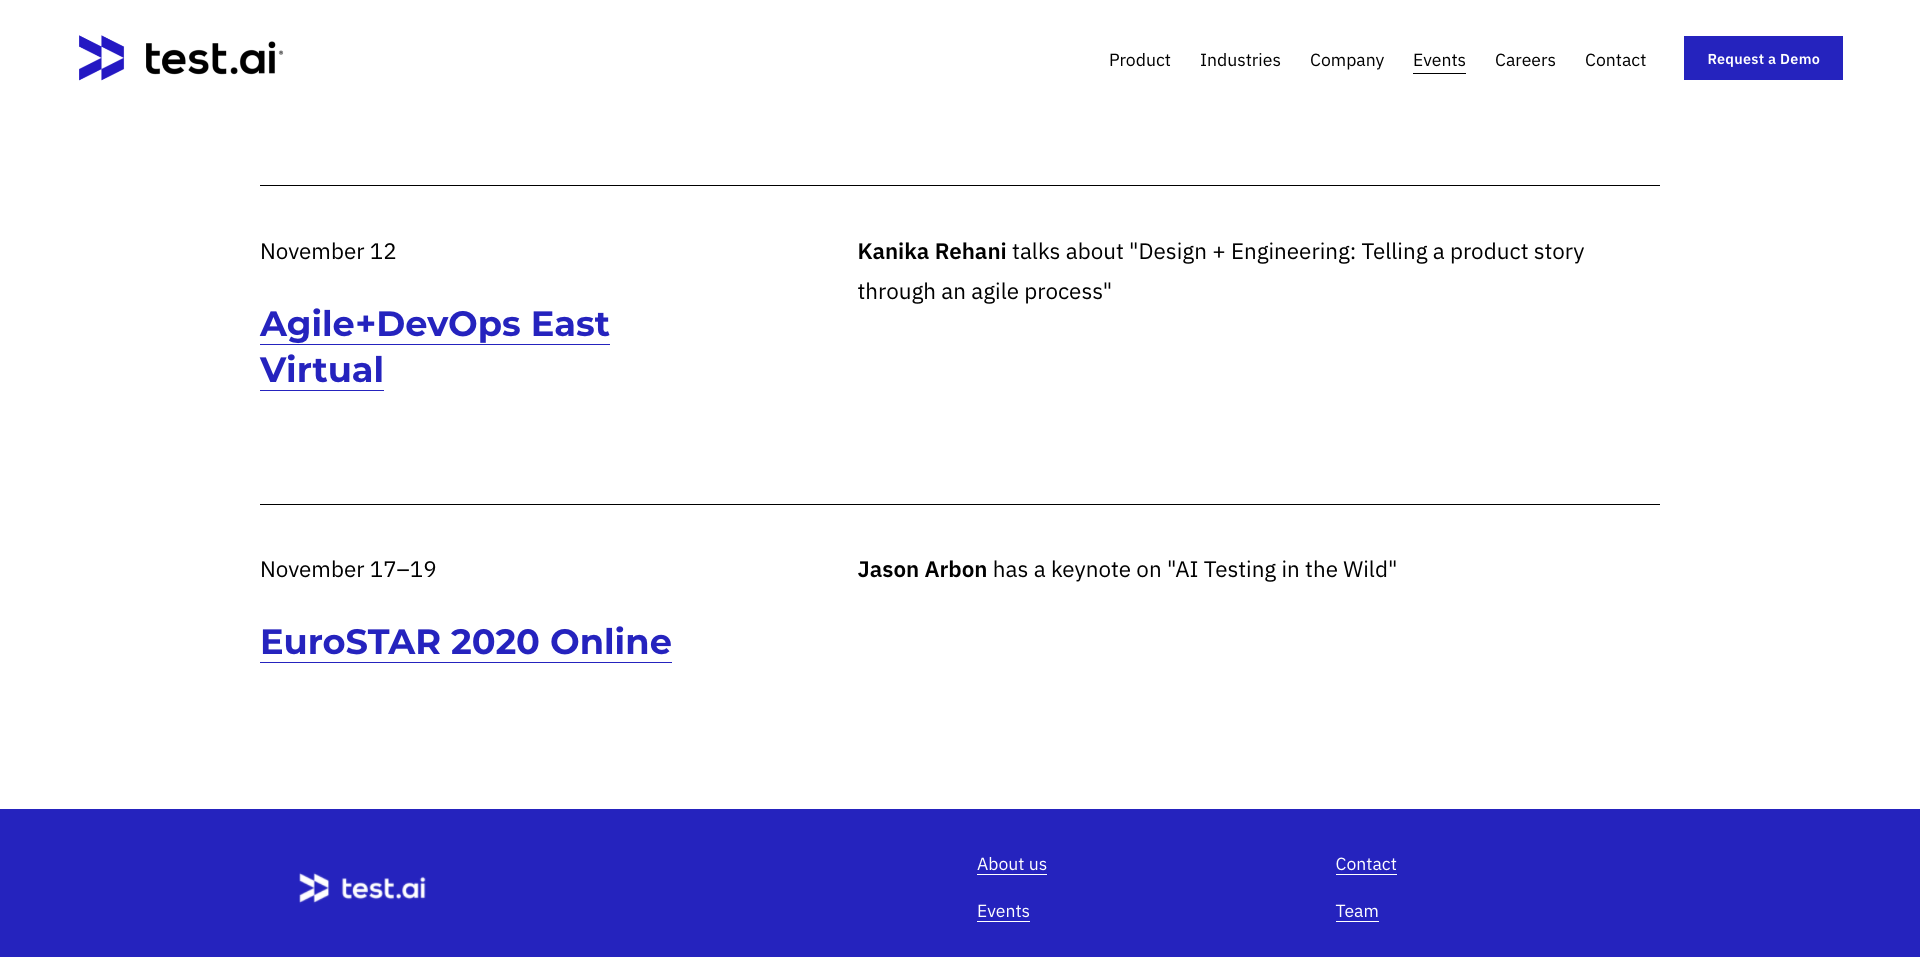 test.ai
Product
Industries
Company
Events
Careers
Contact
Request a Demo
November 12
Agile+DevOps East
Virtual
Kanika Rehani talks about "Design + Engineering: Telling a product story
through an agile process"
November 17–19
EuroSTAR 2020 Online
Jason Arbon has a keynote on "AI Testing in the Wild"
test.ai
About us
Events
Contact
Team